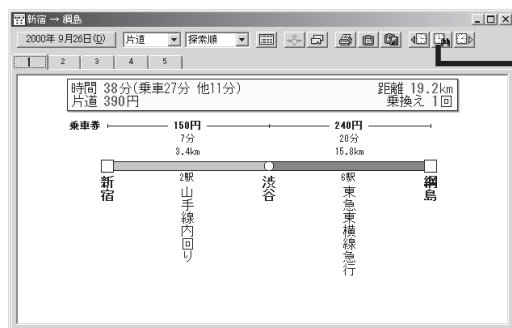 新宿 → 綱島
2000年 9月26日(D) 片道 探索順
1 2 3 4 5
時間 38分(乗車27分 他11分) 距離 19.2km
片道 390円 乗換え 1回
乗車券 150円 240円
7分 20分
3.4km 15.8km
2駅 6駅
新宿 山手線内回り 渋谷 東急東横線急行 綱島